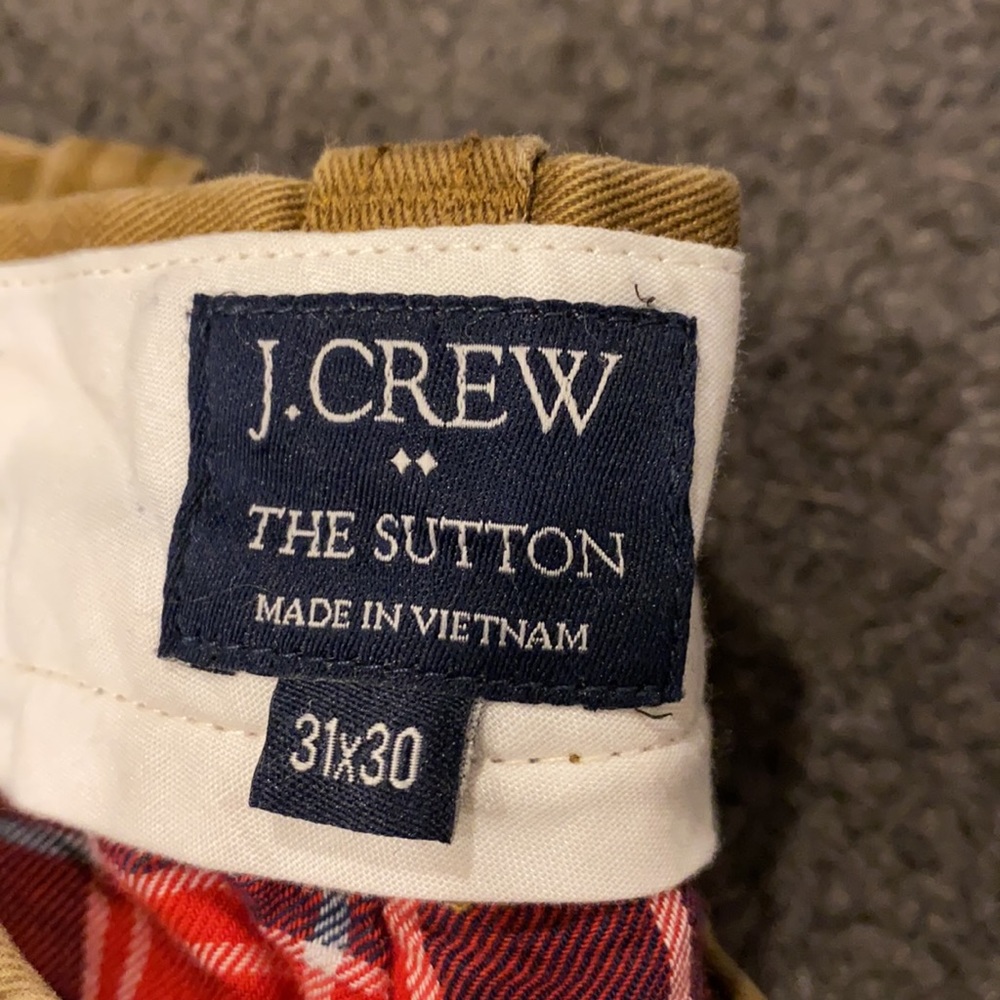 J.CREW
THE SUTTON
MADE IN VIETNAM
31x30